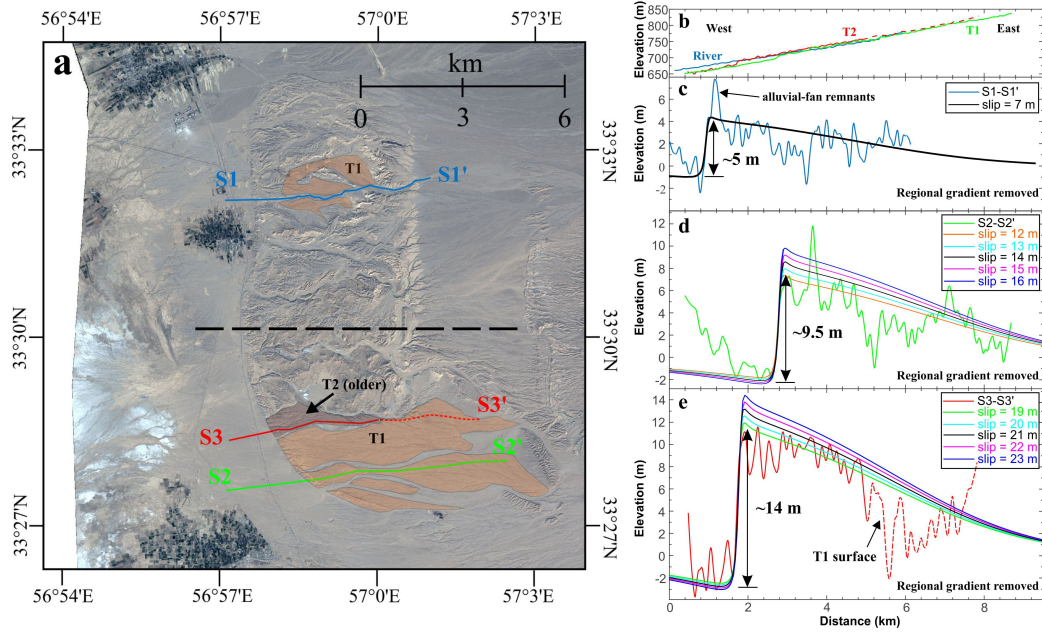 56°54'E
56°57'E
57°0'E
57°3'E
a
km
0
3
6
33°33'N
33°30'N
33°27'N
33°33'N
33°30'N
33°27'N
T1
S1
S1'
T2 (older)
S3
S3'
T1
S2
S2'
56°54'E
56°57'E
57°0'E
57°3'E
b
West
East
T2
T1
River
Elevation (m)
850
800
750
700
650
c
alluvial-fan remnants
S1-S1'
slip = 7 m
~5 m
Regional gradient removed
Elevation (m)
6
4
2
0
-2
d
S2-S2'
slip = 12 m
slip = 13 m
slip = 14 m
slip = 15 m
slip = 16 m
~9.5 m
Regional gradient removed
Elevation (m)
12
10
8
6
4
2
0
-2
e
S3-S3'
slip = 19 m
slip = 20 m
slip = 21 m
slip = 22 m
slip = 23 m
~14 m
T1 surface
Regional gradient removed
Elevation (m)
14
12
10
8
6
4
2
0
-2
0
2
4
6
8
Distance (km)